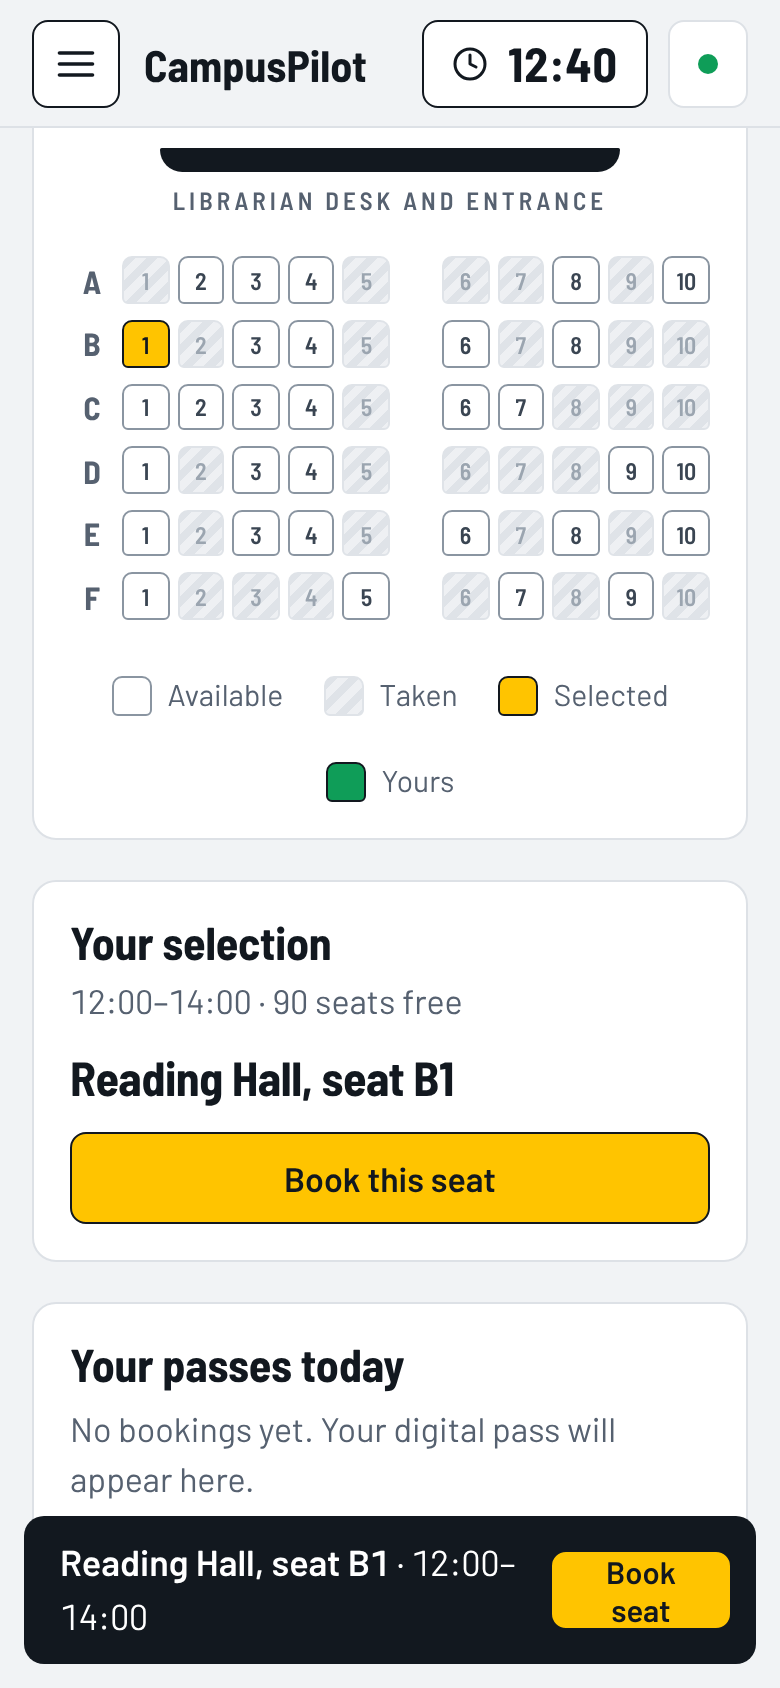 CampusPilot
12:40
LIBRARIAN DESK AND ENTRANCE
A 1 2 3 4 5 6 7 8 9 10
B 1 2 3 4 5 6 7 8 9 10
C 1 2 3 4 5 6 7 8 9 10
D 1 2 3 4 5 6 7 8 9 10
E 1 2 3 4 5 6 7 8 9 10
F 1 2 3 4 5 6 7 8 9 10
Available Taken Selected
Yours
Your selection
12:00–14:00 · 90 seats free
Reading Hall, seat B1
Book this seat
Your passes today
No bookings yet. Your digital pass will
appear here.
Reading Hall, seat B1 · 12:00–
14:00
Book
seat